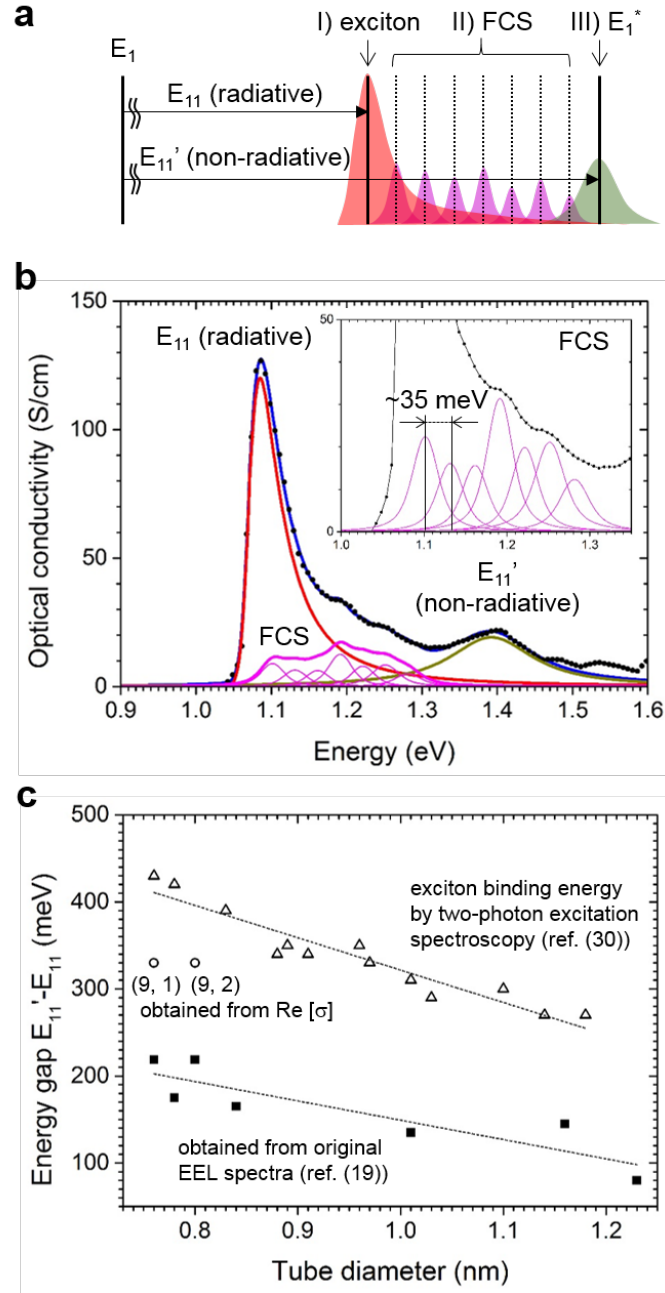 a
I) exciton
II) FCS
III) E₁*
E₁
E₁₁ (radiative)
E₁₁' (non-radiative)
b
150
100
50
0
Optical conductivity (S/cm)
E₁₁ (radiative)
FCS
50
0
FCS
~35 meV
1.0 1.1 1.2 1.3
E₁₁'
(non-radiative)
0.9 1.0 1.1 1.2 1.3 1.4 1.5 1.6
Energy (eV)
c
500
400
300
200
100
Energy gap E₁₁'-E₁₁ (meV)
exciton binding energy
by two-photon excitation
spectroscopy (ref. (30))
(9, 1) (9, 2)
obtained from Re [σ]
obtained from original
EEL spectra (ref. (19))
0.8 0.9 1.0 1.1 1.2
Tube diameter (nm)